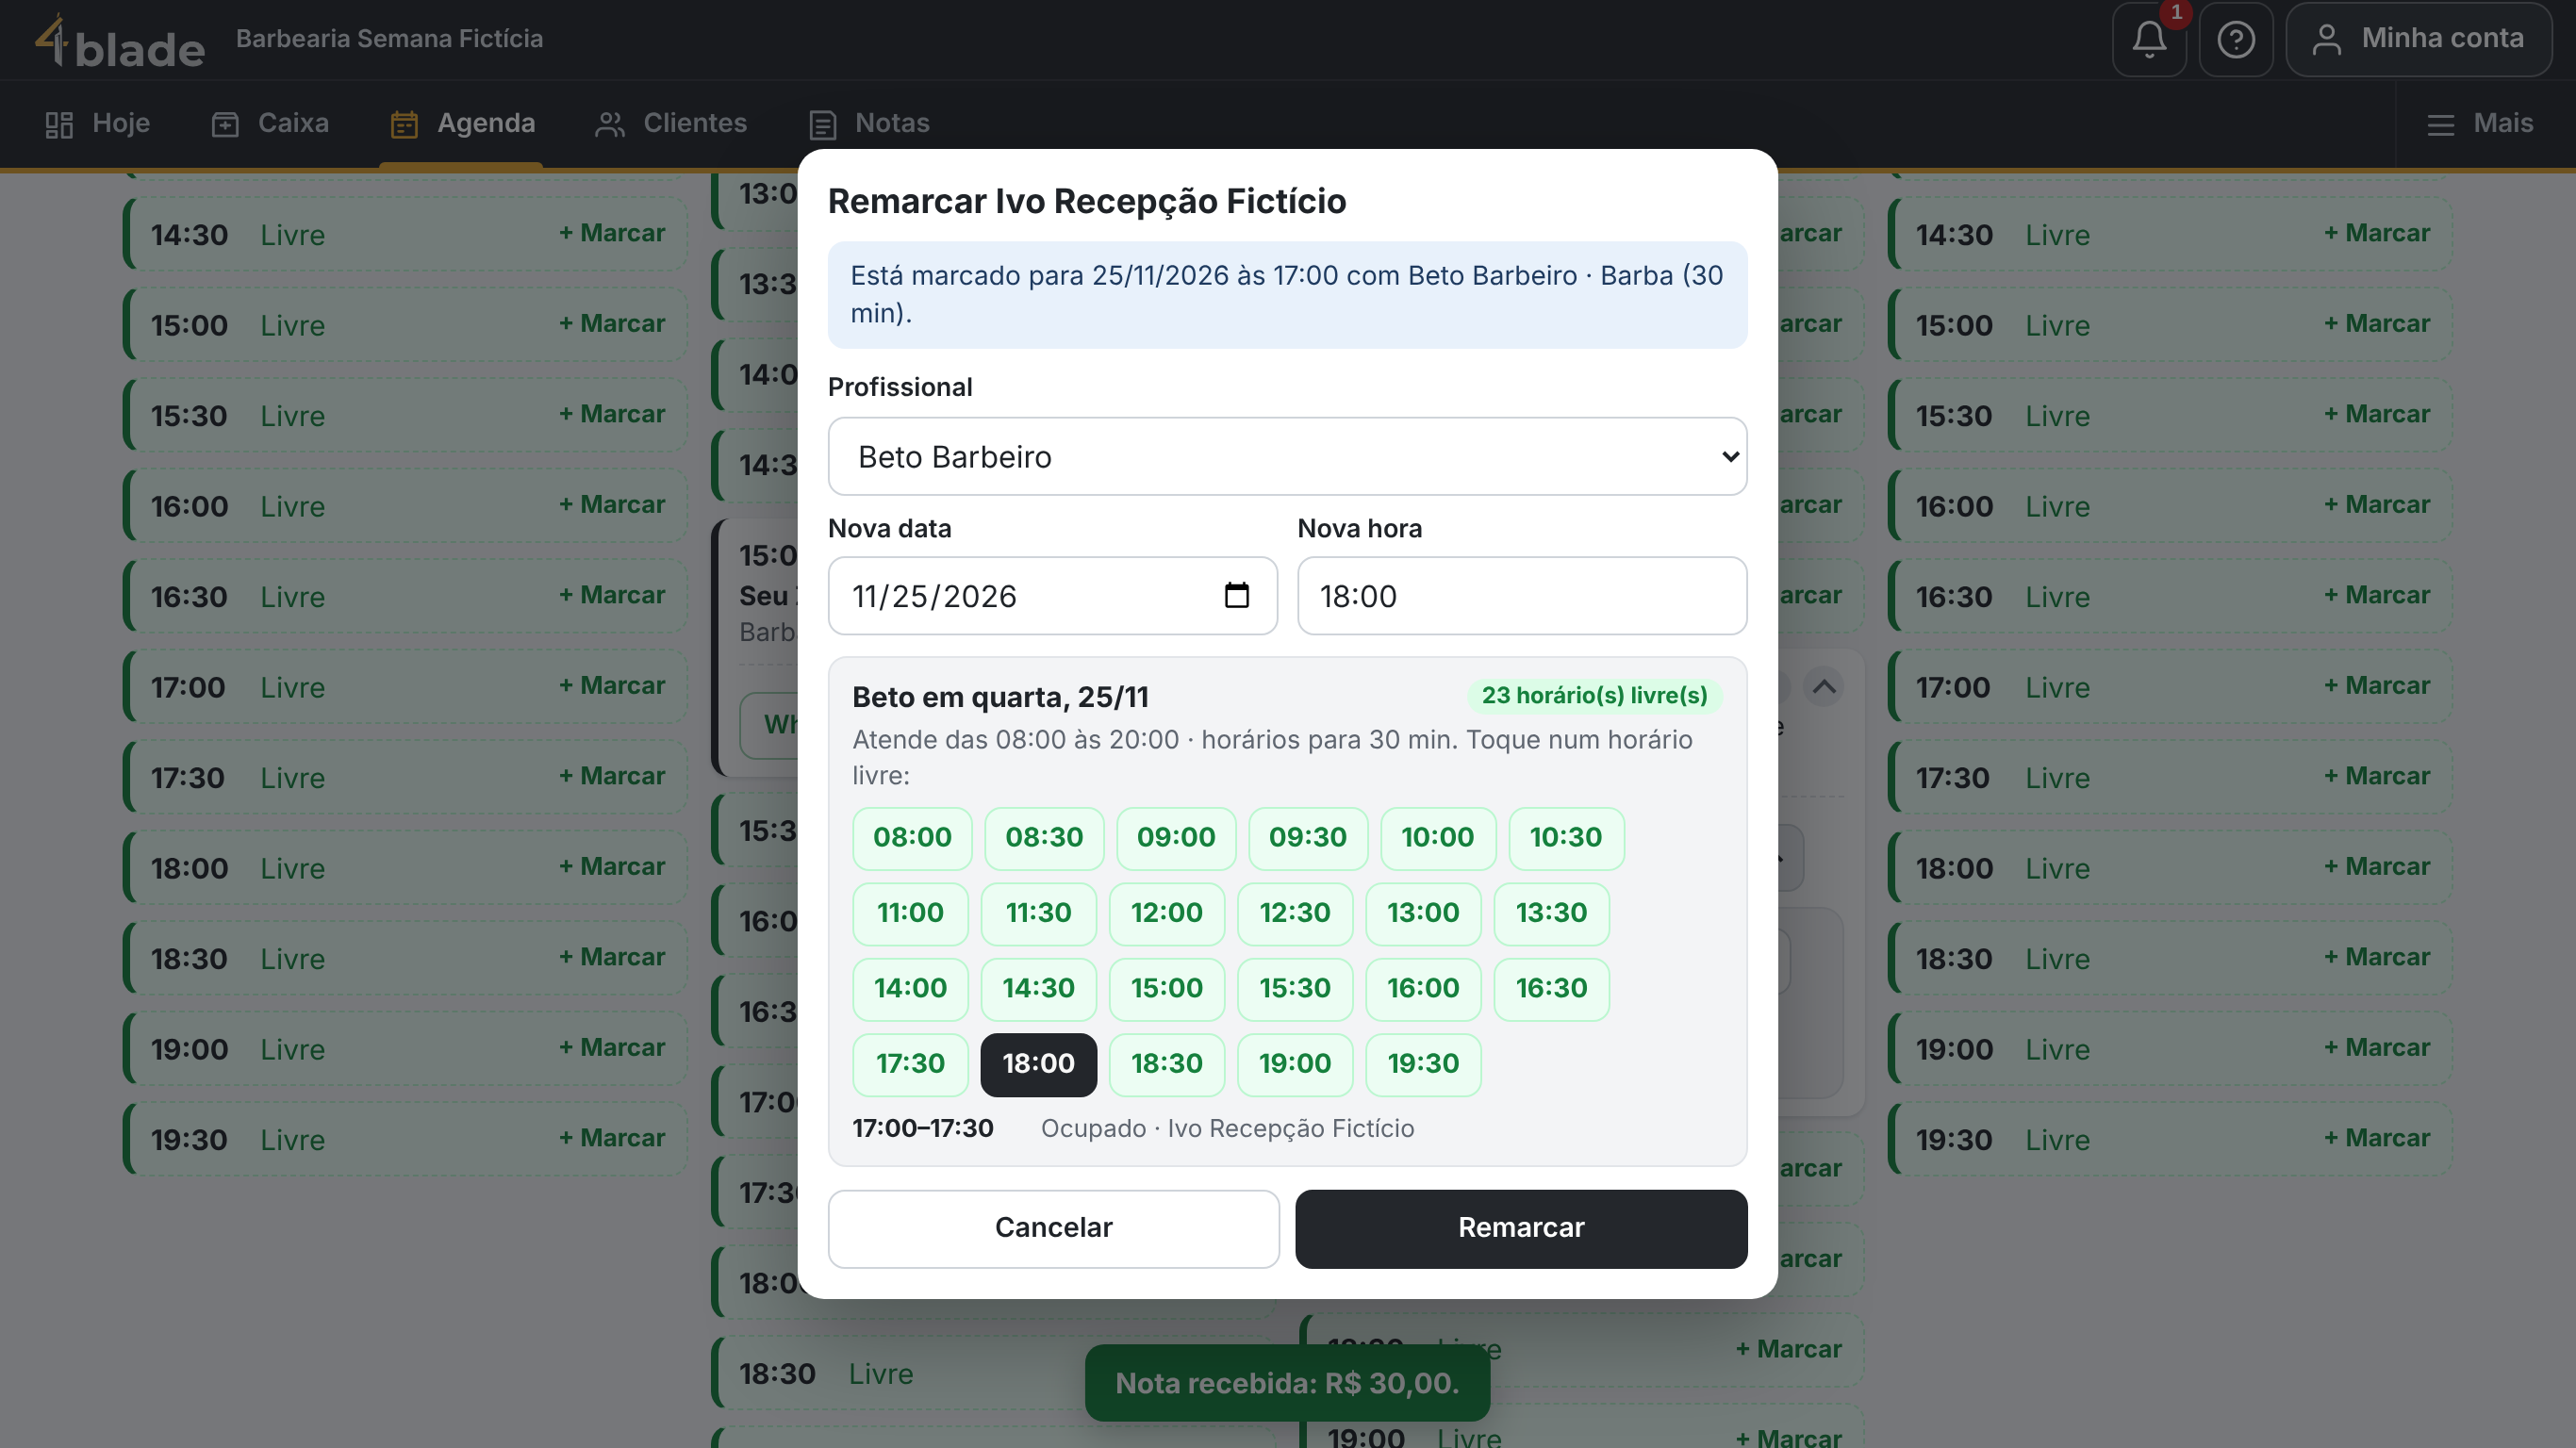 4blade
Barbearia Semana Fictícia
1
Minha conta
Hoje
Caixa
Agenda
Clientes
Notas
Mais
14:30 Livre + Marcar
15:00 Livre + Marcar
15:30 Livre + Marcar
16:00 Livre + Marcar
16:30 Livre + Marcar
17:00 Livre + Marcar
17:30 Livre + Marcar
18:00 Livre + Marcar
18:30 Livre + Marcar
19:00 Livre + Marcar
19:30 Livre + Marcar
Seu
18:30 Livre
Remarcar Ivo Recepção Fictício
Está marcado para 25/11/2026 às 17:00 com Beto Barbeiro · Barba (30
min).
Profissional
Beto Barbeiro
Nova data
Nova hora
11/25/2026
18:00
Beto em quarta, 25/11
23 horário(s) livre(s)
Atende das 08:00 às 20:00 · horários para 30 min. Toque num horário
livre:
08:00 08:30 09:00 09:30 10:00 10:30
11:00 11:30 12:00 12:30 13:00 13:30
14:00 14:30 15:00 15:30 16:00 16:30
17:30 18:00 18:30 19:00 19:30
17:00–17:30 Ocupado · Ivo Recepção Fictício
Cancelar
Remarcar
+ Marcar
Nota recebida: R$ 30,00.
19:00 Livre + Marcar
14:30 Livre + Marcar
15:00 Livre + Marcar
15:30 Livre + Marcar
16:00 Livre + Marcar
16:30 Livre + Marcar
17:00 Livre + Marcar
17:30 Livre + Marcar
18:00 Livre + Marcar
18:30 Livre + Marcar
19:00 Livre + Marcar
19:30 Livre + Marcar